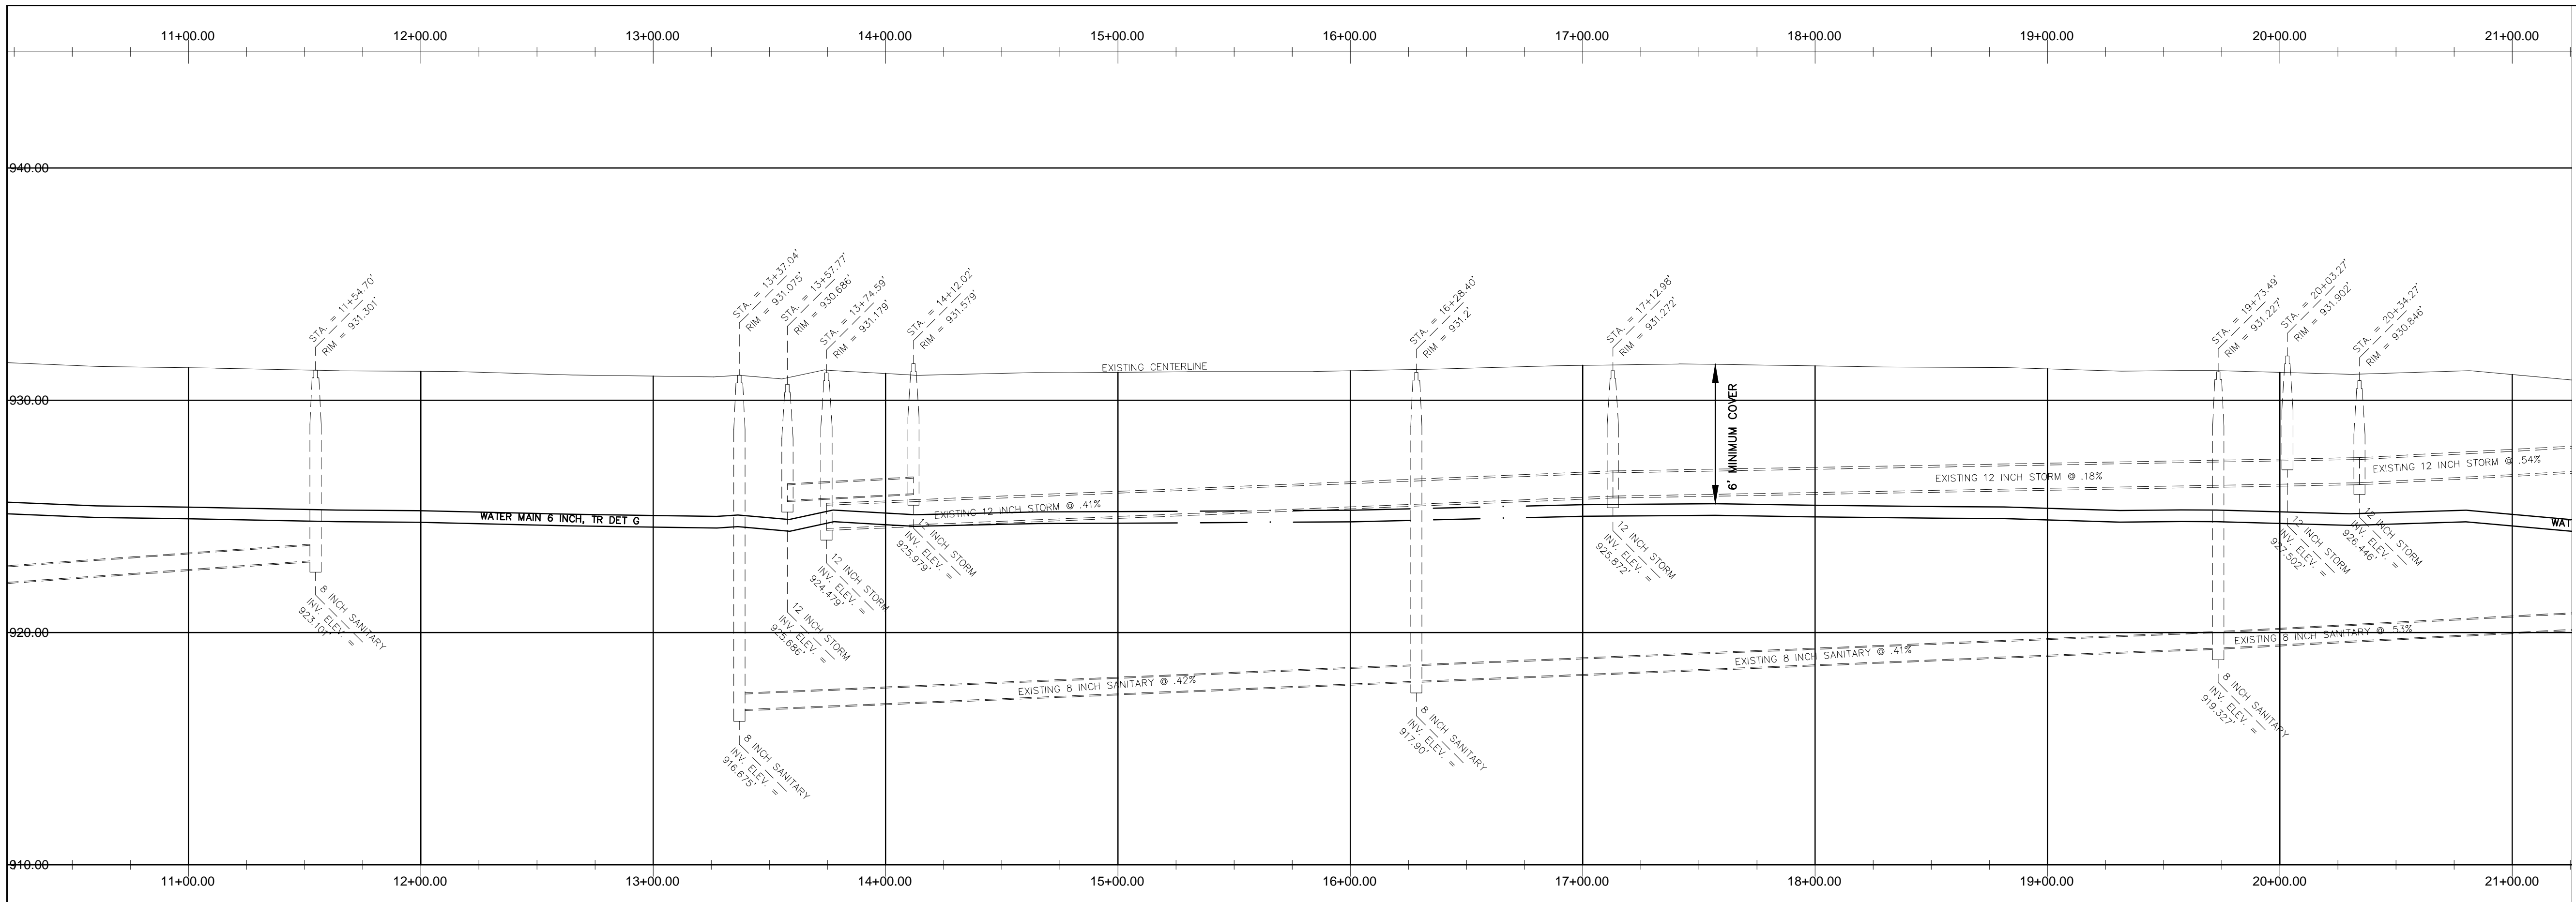 11+00.00
12+00.00
13+00.00
14+00.00
15+00.00
16+00.00
17+00.00
18+00.00
19+00.00
20+00.00
21+00.00
940.00
STA. = 11+54.70'
RIM = 931.301'
STA. = 13+37.04'
RIM = 931.075'
STA. = 13+57.77'
RIM = 930.686'
STA. = 13+74.59'
RIM = 931.179'
STA. = 14+12.02'
RIM = 931.579'
STA. = 16+28.40'
RIM = 931.2'
STA. = 17+12.98'
RIM = 931.272'
STA. = 19+73.49'
RIM = 931.227'
STA. = 20+03.27'
RIM = 931.902'
STA. = 20+34.27'
RIM = 930.846'
EXISTING CENTERLINE
930.00
6' MINIMUM COVER
EXISTING 12 INCH STORM @ .41%
EXISTING 12 INCH STORM @ .18%
EXISTING 12 INCH STORM @ .54%
WATER MAIN 6 INCH, TR DET G
WAT
8 INCH SANITARY
INV. ELEV. =
923.101'
12 INCH STORM
INV. ELEV. =
925.686'
12 INCH STORM
INV. ELEV. =
924.479'
12 INCH STORM
INV. ELEV. =
925.979'
12 INCH STORM
INV. ELEV. =
925.872'
12 INCH STORM
INV. ELEV. =
927.502'
12 INCH STORM
INV. ELEV. =
926.446'
920.00
EXISTING 8 INCH SANITARY @ .42%
EXISTING 8 INCH SANITARY @ .41%
EXISTING 8 INCH SANITARY @ .53%
8 INCH SANITARY
INV. ELEV. =
916.675'
8 INCH SANITARY
INV. ELEV. =
917.90'
8 INCH SANITARY
INV. ELEV. =
919.327'
910.00
11+00.00
12+00.00
13+00.00
14+00.00
15+00.00
16+00.00
17+00.00
18+00.00
19+00.00
20+00.00
21+00.00